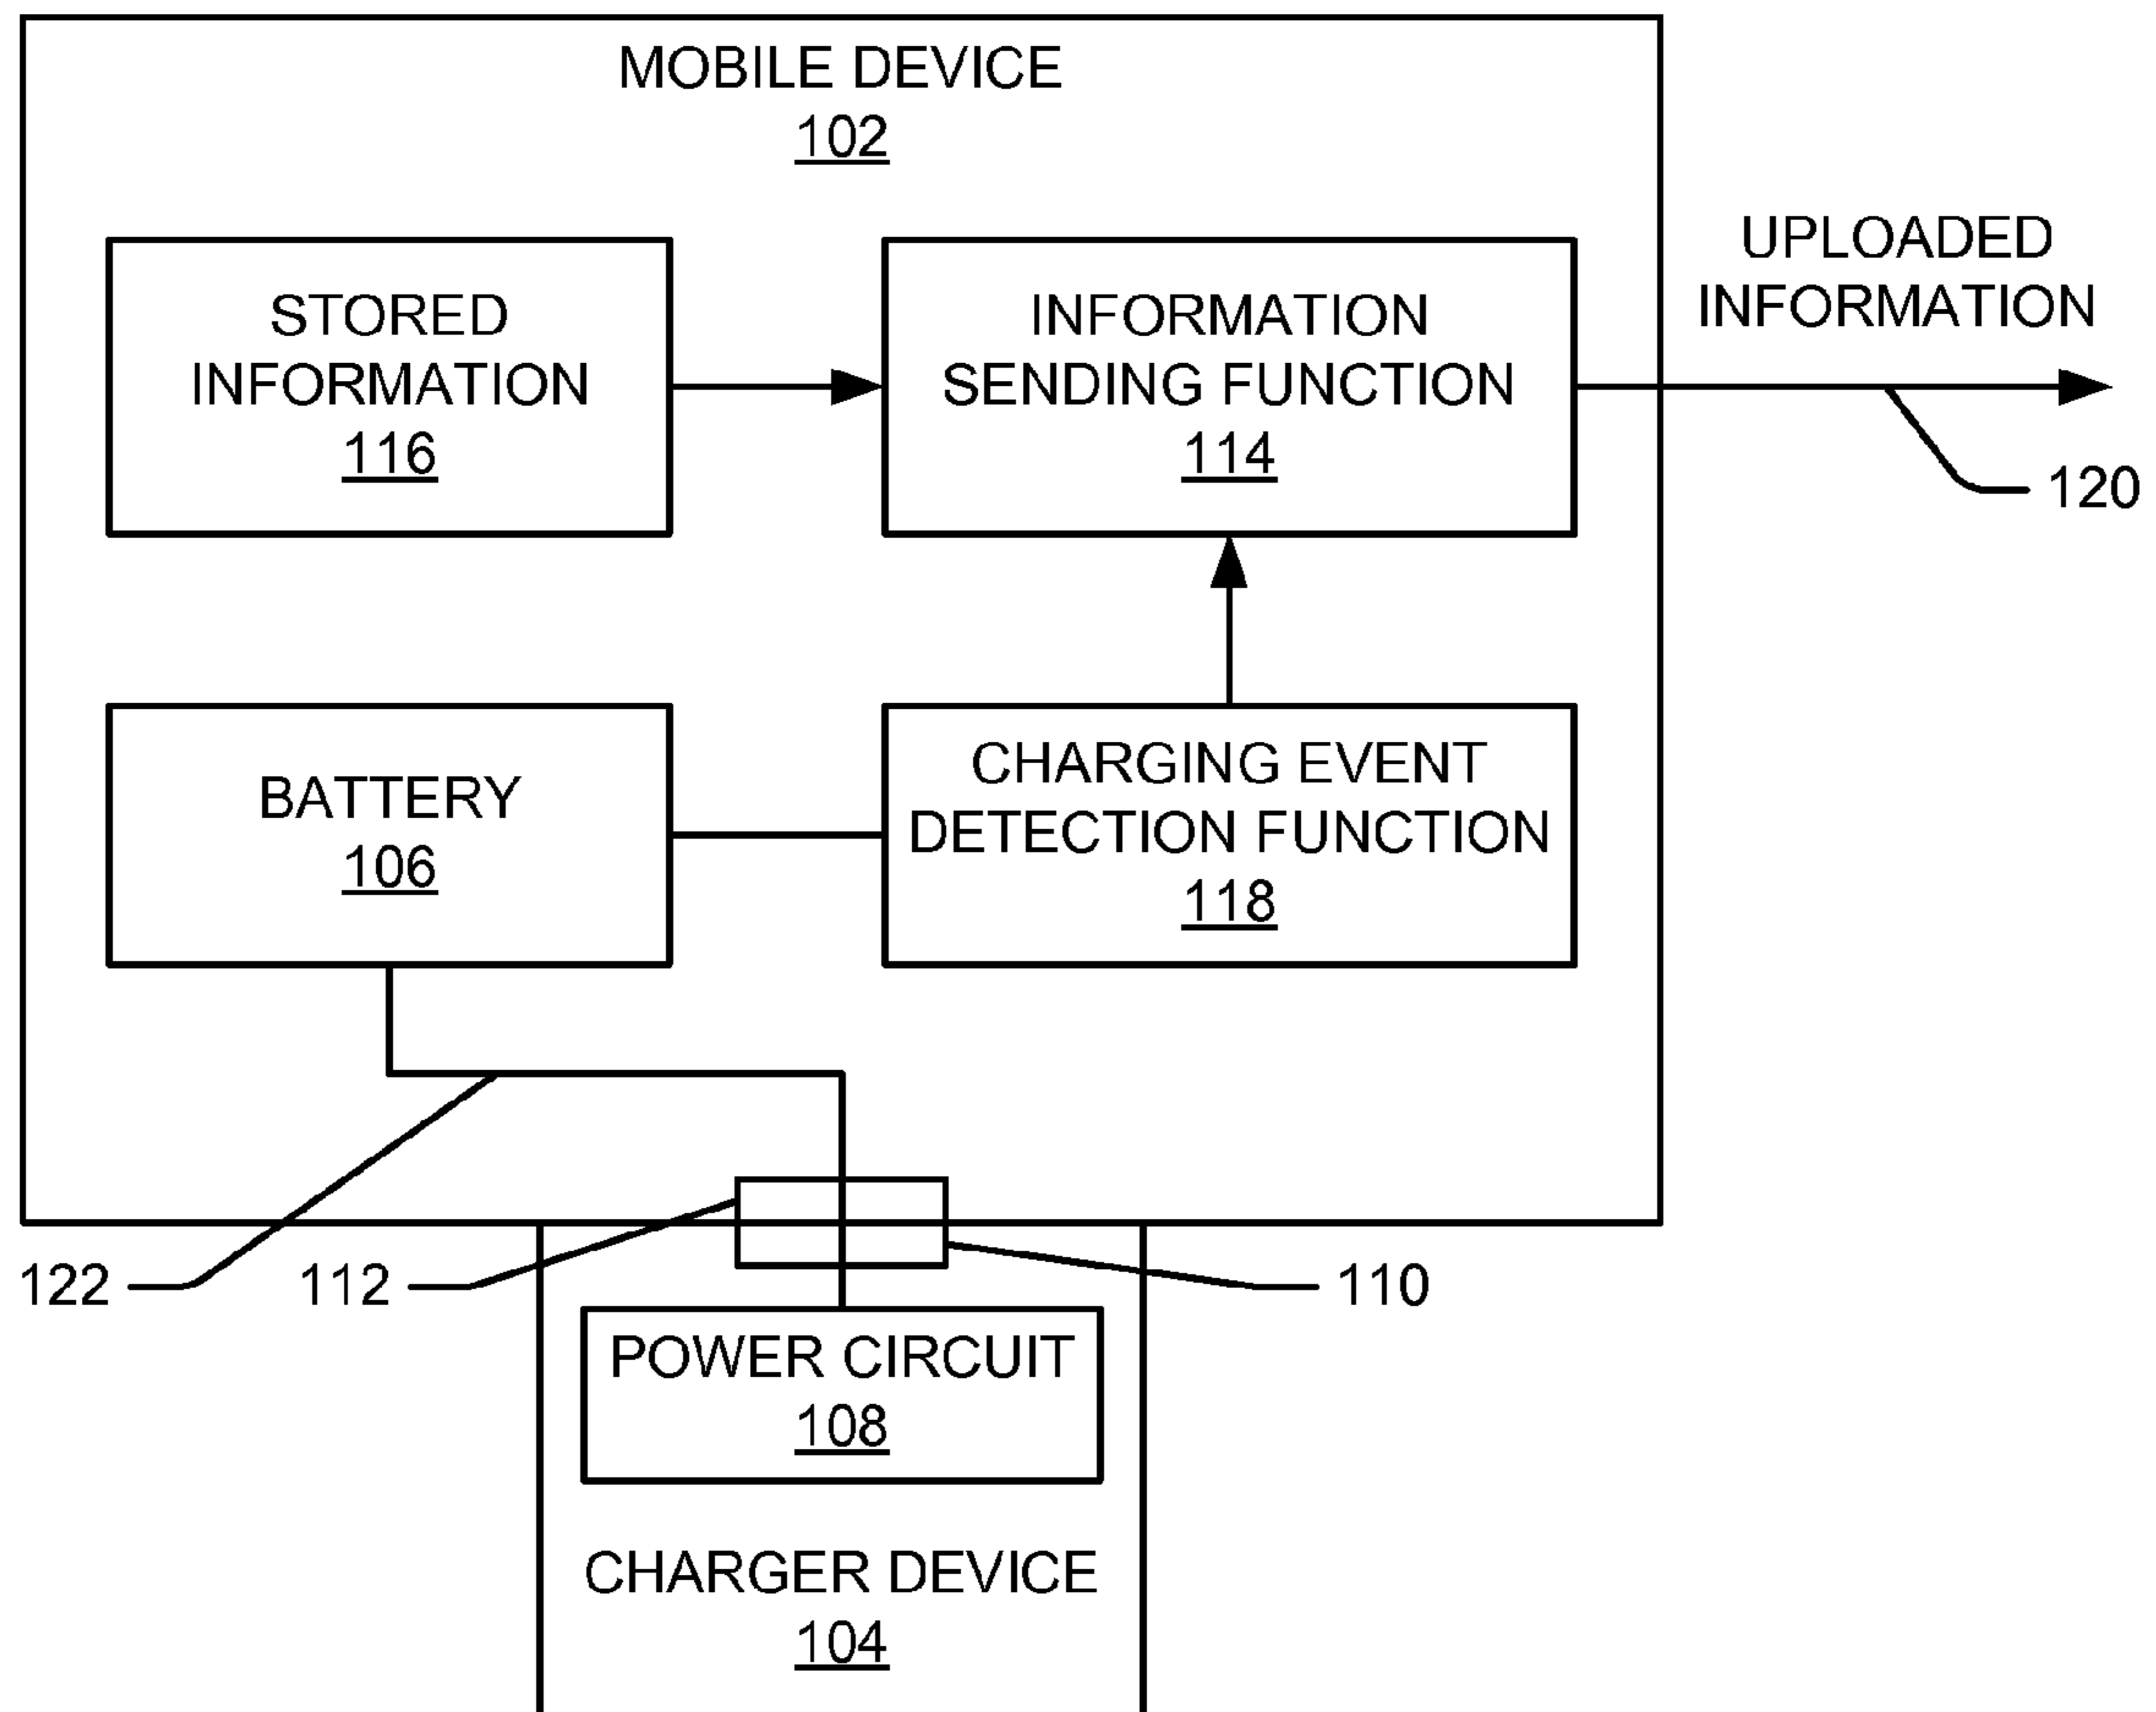 MOBILE DEVICE
102
STORED
INFORMATION
116
INFORMATION
SENDING FUNCTION
114
UPLOADED
INFORMATION
120
BATTERY
106
CHARGING EVENT
DETECTION FUNCTION
118
122
112
110
POWER CIRCUIT
108
CHARGER DEVICE
104